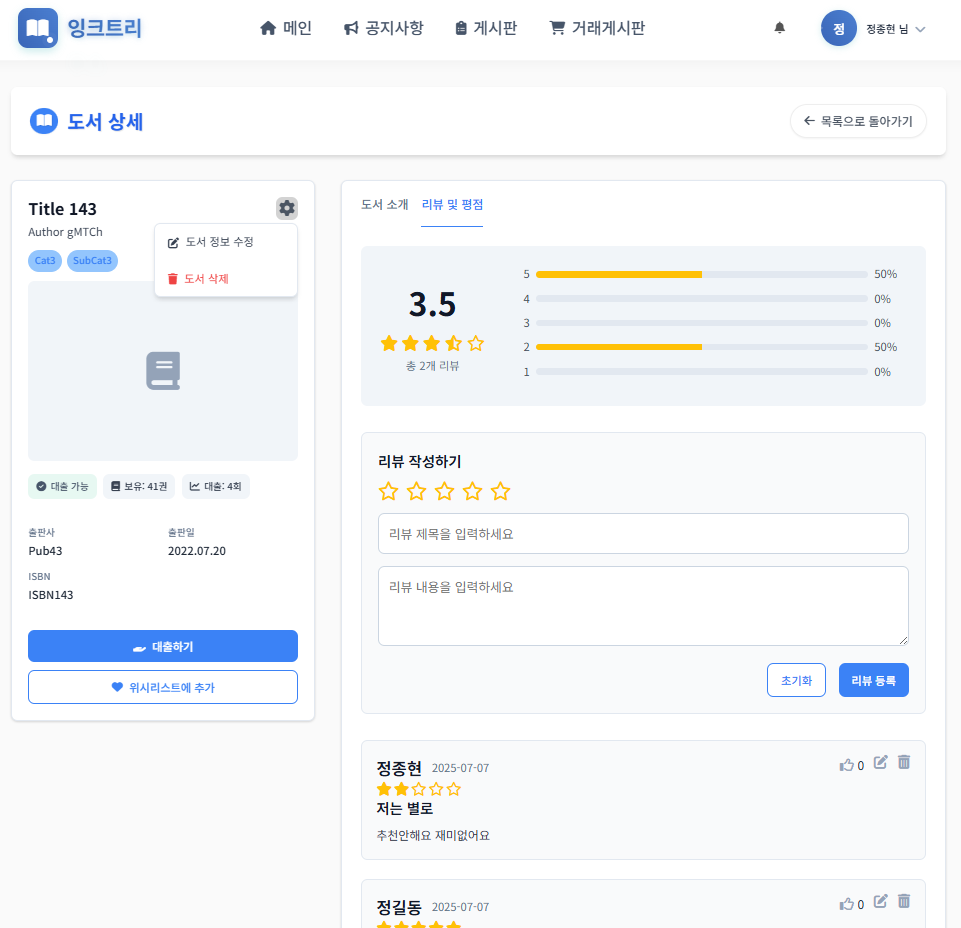 잉크트리
메인
공지사항
게시판
거래게시판
정
정종현 님
도서 상세
목록으로 돌아가기
Title 143
Author gMTCh
Cat3
SubCat3
도서 정보 수정
도서 삭제
대출 가능
보유: 41권
대출: 4회
출판사
출판일
Pub43
2022.07.20
ISBN
ISBN143
대출하기
위시리스트에 추가
도서 소개
리뷰 및 평점
3.5
총 2개 리뷰
5 50%
4 0%
3 0%
2 50%
1 0%
리뷰 작성하기
리뷰 제목을 입력하세요
리뷰 내용을 입력하세요
초기화
리뷰 등록
정종현 2025-07-07
0
저는 별로
추천안해요 재미없어요
정길동 2025-07-07
0